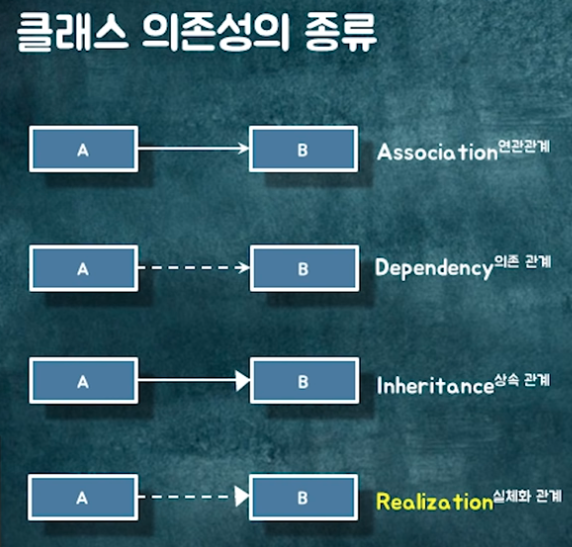 클래스 의존성의 종류
A B Association연관관계
A B Dependency의존 관계
A B Inheritance상속 관계
A B Realization실체화 관계